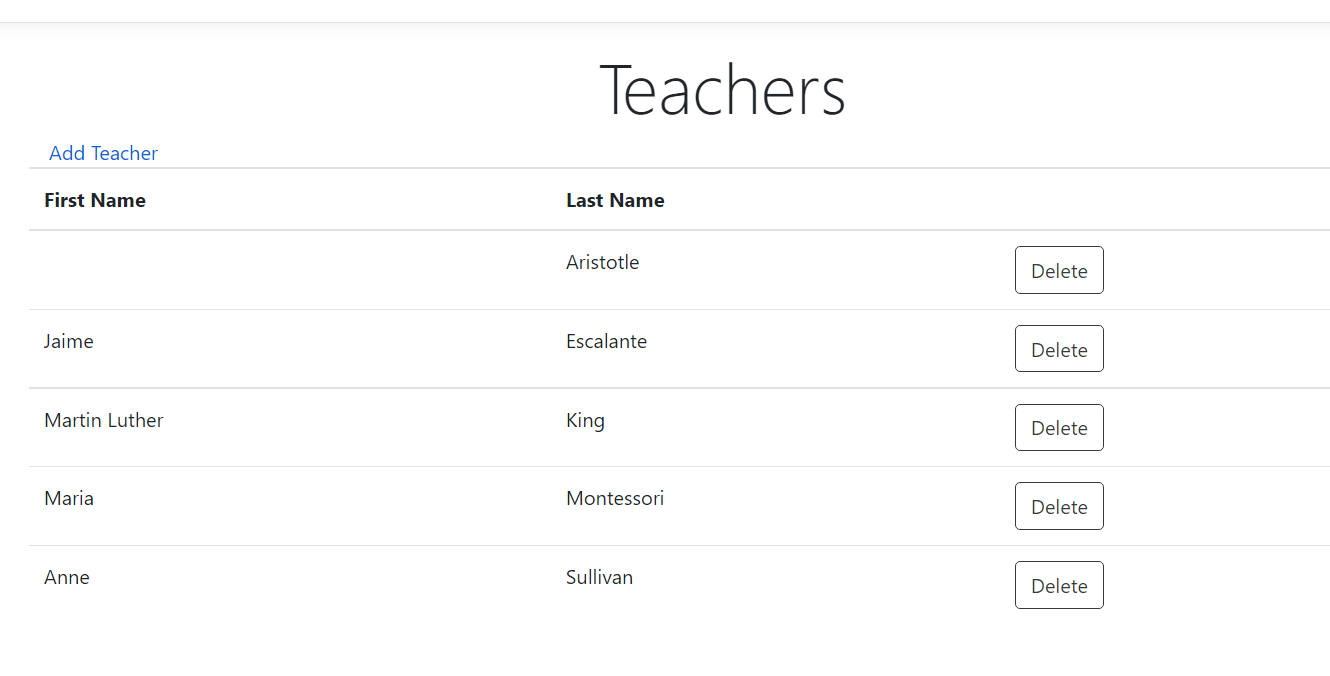 Teachers
Add Teacher
First Name Last Name
Aristotle Delete
Jaime Escalante Delete
Martin Luther King Delete
Maria Montessori Delete
Anne Sullivan Delete